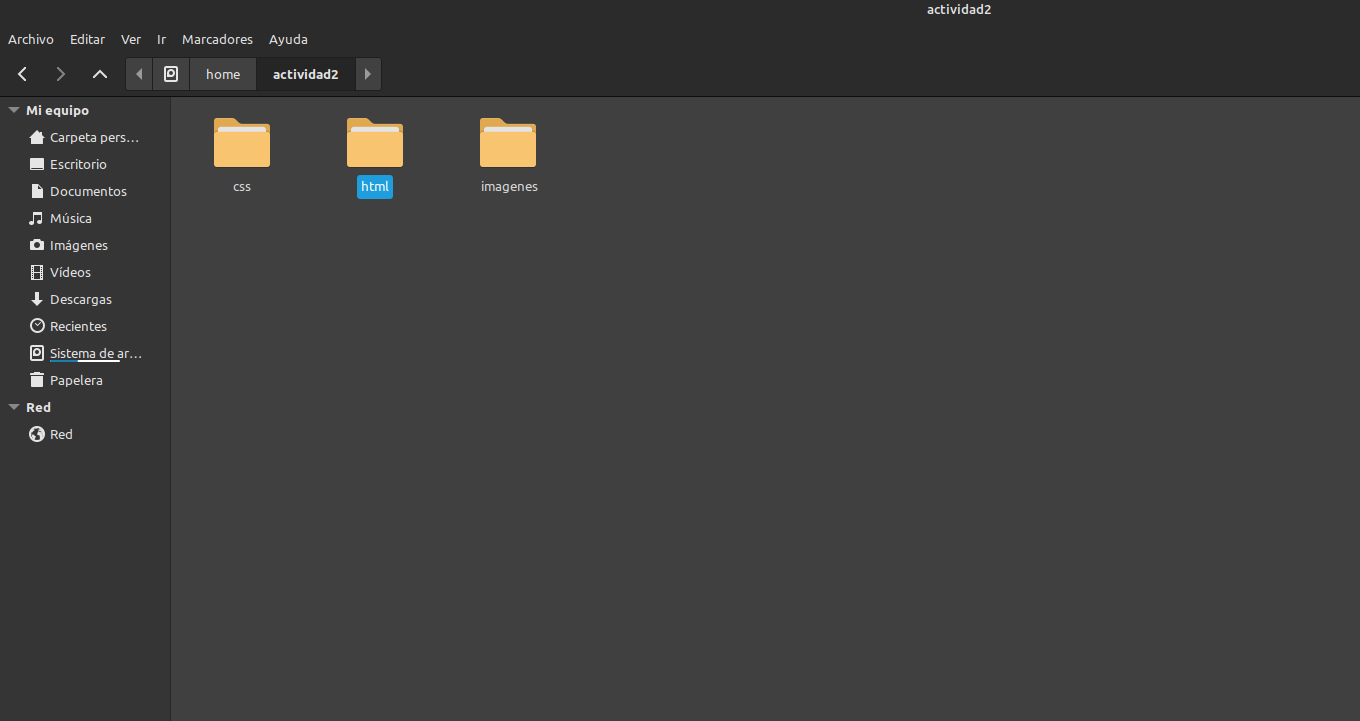 actividad2
Archivo Editar Ver Ir Marcadores Ayuda
home actividad2
Mi equipo
Carpeta pers...
Escritorio
Documentos
Música
Imágenes
Vídeos
Descargas
Recientes
Sistema de ar...
Papelera
Red
Red
css html imagenes